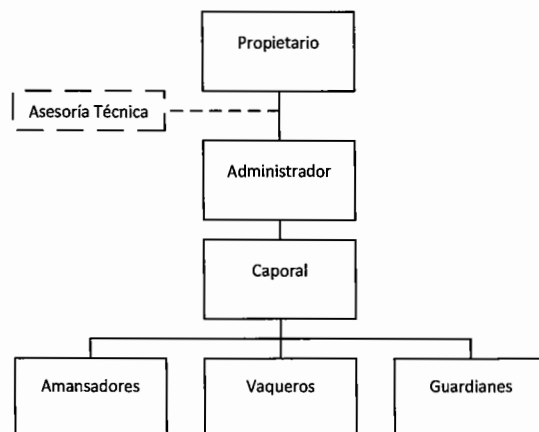 Propietario
Asesoría Técnica
Administrador
Caporal
Amansadores
Vaqueros
Guardianes